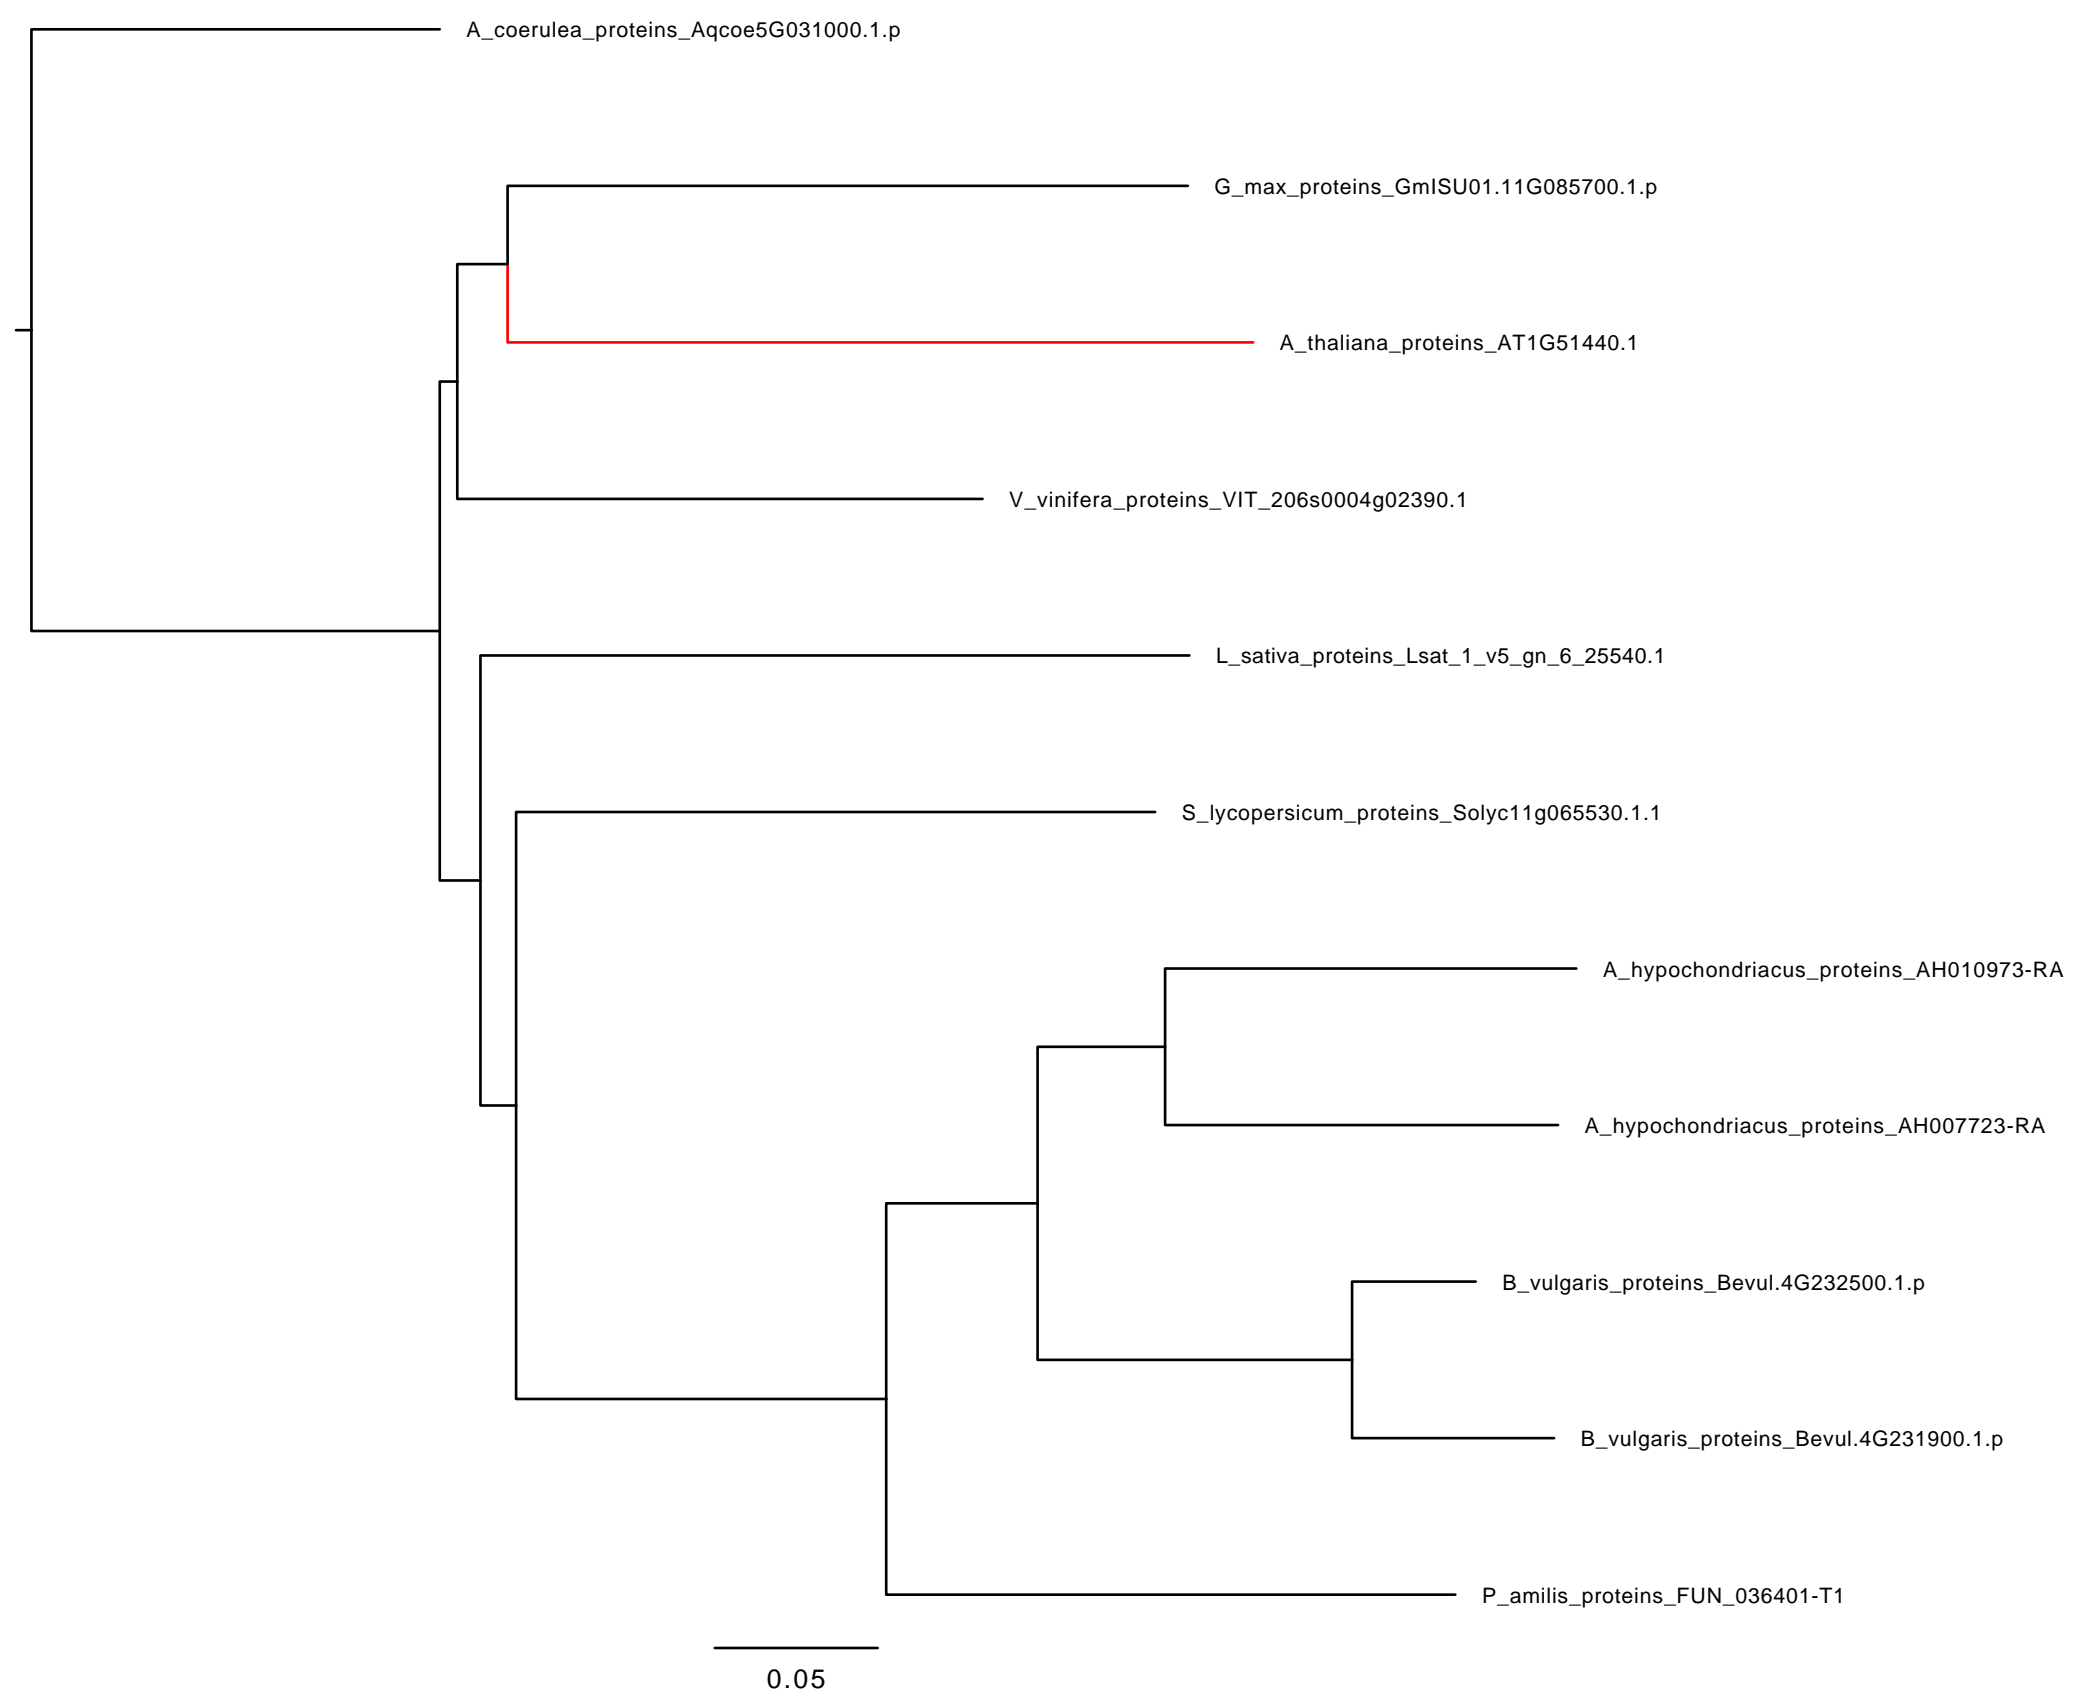 A_coerulea_proteins_Aqcoe5G031000.1.p
G_max_proteins_GmISU01.11G085700.1.p
A_thaliana_proteins_AT1G51440.1
V_vinifera_proteins_VIT_206s0004g02390.1
L_sativa_proteins_Lsat_1_v5_gn_6_25540.1
S_lycopersicum_proteins_Solyc11g065530.1.1
A_hypochondriacus_proteins_AH010973-RA
A_hypochondriacus_proteins_AH007723-RA
B_vulgaris_proteins_Bevul.4G232500.1.p
B_vulgaris_proteins_Bevul.4G231900.1.p
P_amilis_proteins_FUN_036401-T1
0.05